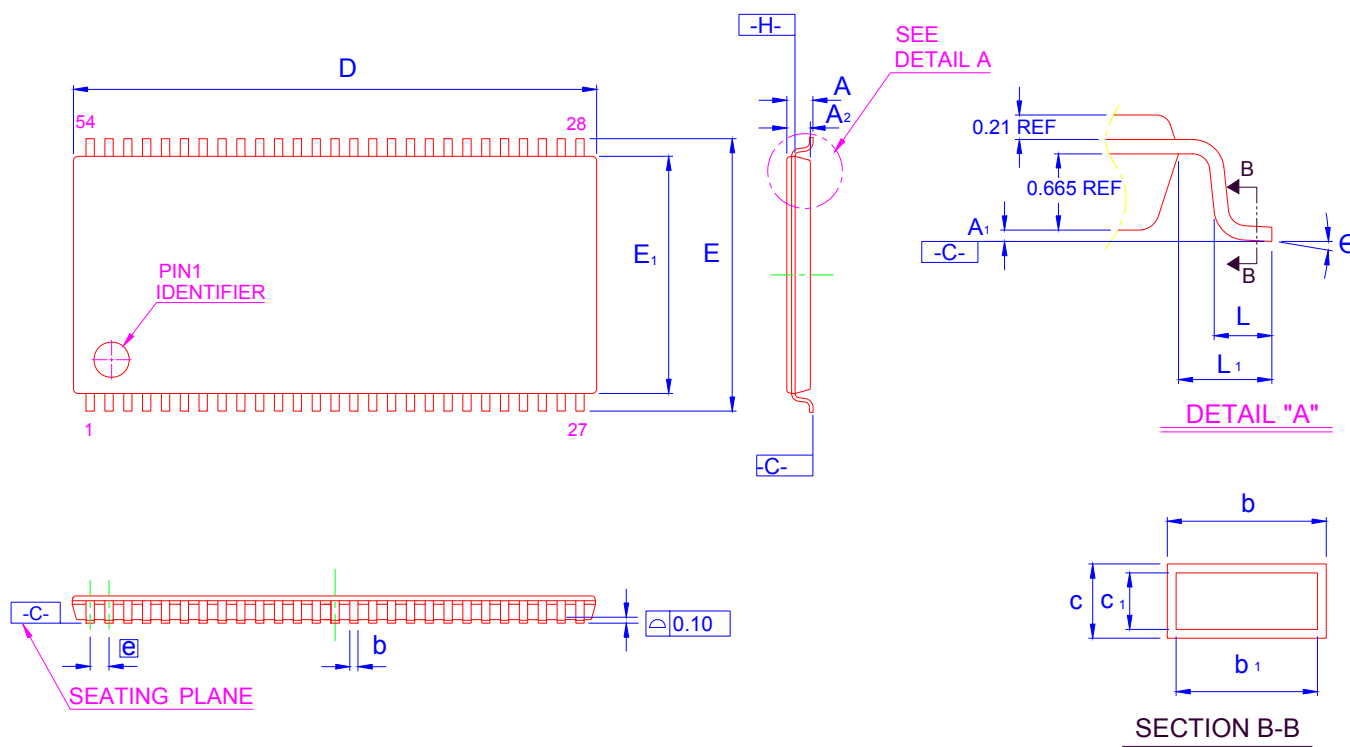 -H-
SEE
DETAIL A
D
A
A2
54
28
0.21 REF
B
0.665 REF
E1
E
A1
-C-
B
PIN1
IDENTIFIER
L
L1
1
27
DETAIL "A"
-C-
b
-C-
0.10
c
c1
e
b
b1
SEATING PLANE
SECTION B-B